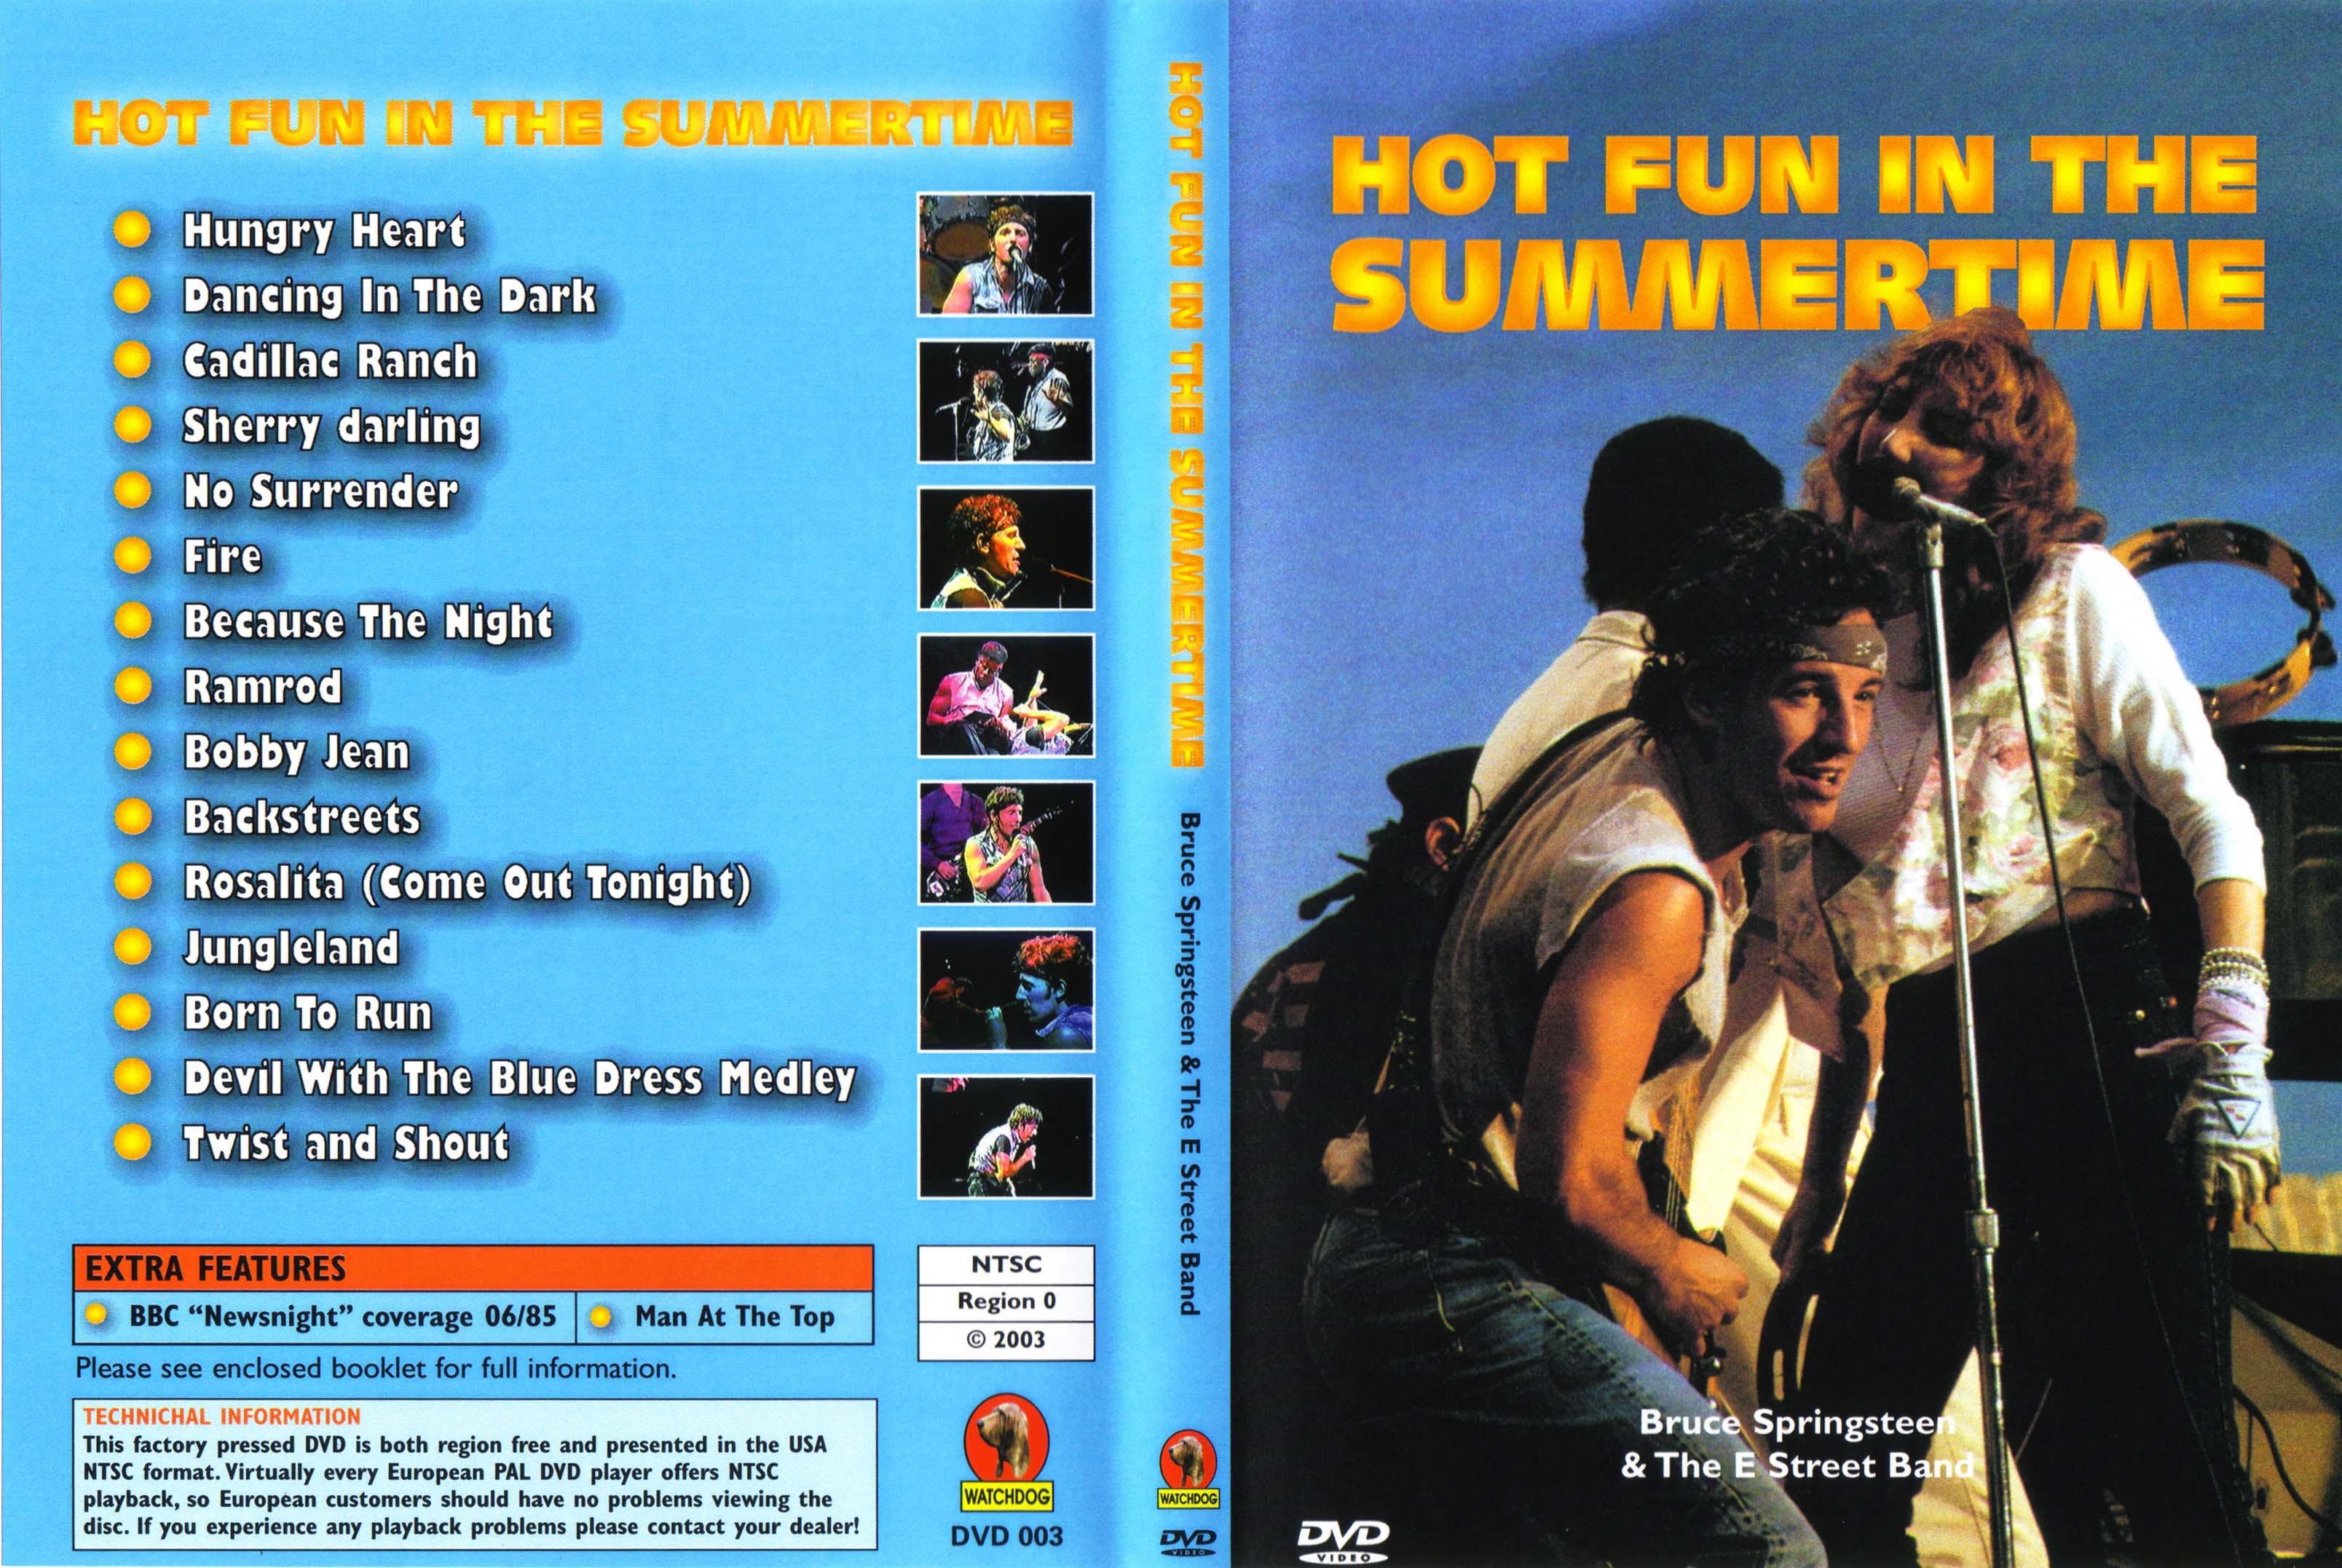 HOT FUN IN THE SUMMERTIME
Hungry Heart
Dancing In The Dark
Cadillac Ranch
Sherry darling
No Surrender
Fire
Because The Night
Ramrod
Bobby Jean
Backstreets
Rosalita (Come Out Tonight)
Jungleland
Born To Run
Devil With The Blue Dress Medley
Twist and Shout
EXTRA FEATURES
BBC “Newsnight” coverage 06/85
Man At The Top
Please see enclosed booklet for full information.
TECHNICHAL INFORMATION
This factory pressed DVD is both region free and presented in the USA
NTSC format. Virtually every European PAL DVD player offers NTSC
playback, so European customers should have no problems viewing the
disc. If you experience any playback problems please contact your dealer!
NTSC
Region 0
© 2003
WATCHDOG
DVD 003
HOT FUN IN THE SUMMERTIME
Bruce Springsteen & The E Street Band
WATCHDOG
DVD
VIDEO
HOT FUN IN THE
SUMMERTIME
Bruce Springsteen
& The E Street Band
DVD
VIDEO